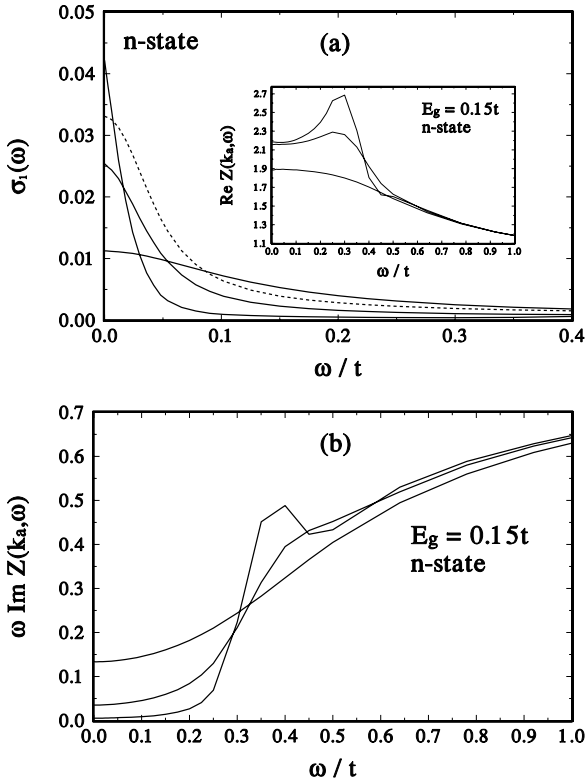 0.05
0.04
0.03
0.02
0.01
0.00
σ₁(ω)
n-state
(a)
2.7
2.5
2.3
2.1
1.9
1.7
1.5
1.3
1.1
Re Z(kₐ,ω)
E_g = 0.15t
n-state
0.0 0.1 0.2 0.3 0.4 0.5 0.6 0.7 0.8 0.9 1.0
ω / t
0.0 0.1 0.2 0.3 0.4
ω / t
0.7
0.6
0.5
0.4
0.3
0.2
0.1
0.0
ω Im Z(kₐ,ω)
(b)
E_g = 0.15t
n-state
0.0 0.1 0.2 0.3 0.4 0.5 0.6 0.7 0.8 0.9 1.0
ω / t